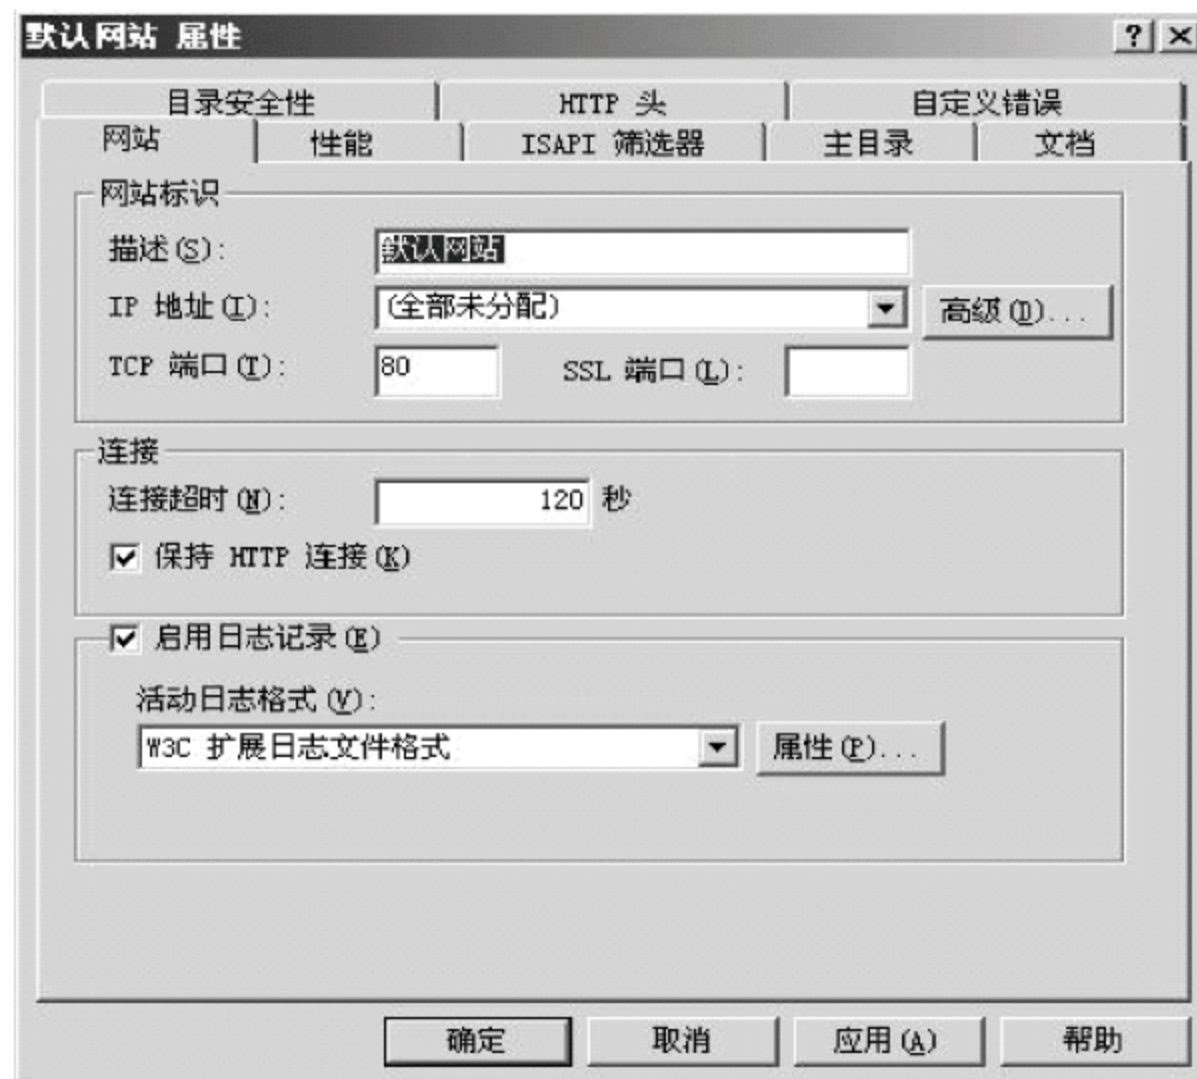 默认网站 属性
目录安全性 HTTP 头 自定义错误
网站 性能 ISAPI 筛选器 主目录 文档
网站标识
描述(S): 默认网站
IP 地址(I): (全部未分配) 高级(D)...
TCP 端口(T): 80 SSL 端口(L):
连接
连接超时(N): 120 秒
保持 HTTP 连接(K)
启用日志记录(E)
活动日志格式(V):
W3C 扩展日志文件格式 属性(P)...
确定 取消 应用(A) 帮助